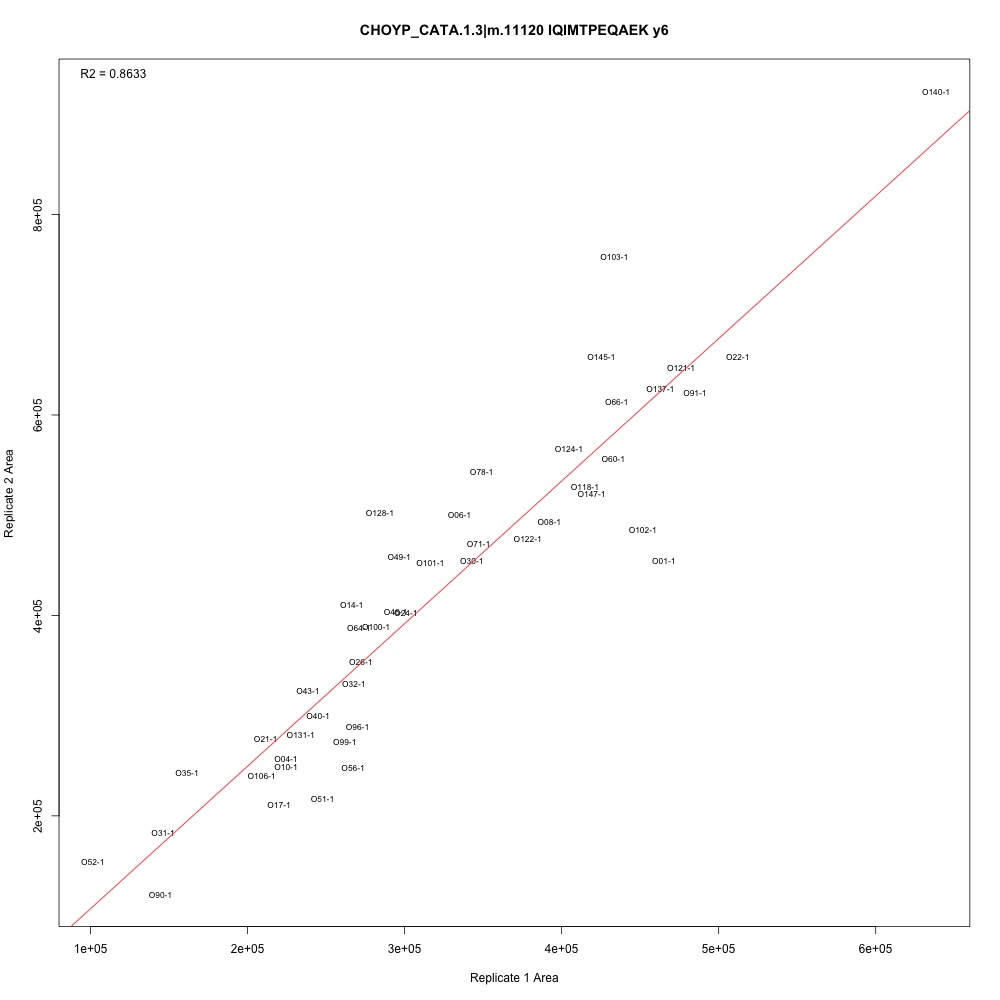 CHOYP_CATA.1.3|m.11120 IQIMTPEQAEK y6
R2 = 0.8633
O140-1
8e+05
O103-1
O145-1
O22-1
O121-1
O137-1
O91-1
O66-1
6e+05
O124-1
O60-1
O78-1
O118-1
O147-1
O128-1
O06-1
O08-1
O102-1
O122-1
O71-1
O49-1
O101-1
O30-1
O01-1
O14-1
O24-1
4e+05
O64-1
O100-1
O26-1
O32-1
O43-1
O40-1
O96-1
O131-1
O21-1
O99-1
O04-1
O10-1
O56-1
O35-1
O106-1
O51-1
O17-1
2e+05
O31-1
O52-1
O90-1
Replicate 2 Area
1e+05 2e+05 3e+05 4e+05 5e+05 6e+05
Replicate 1 Area